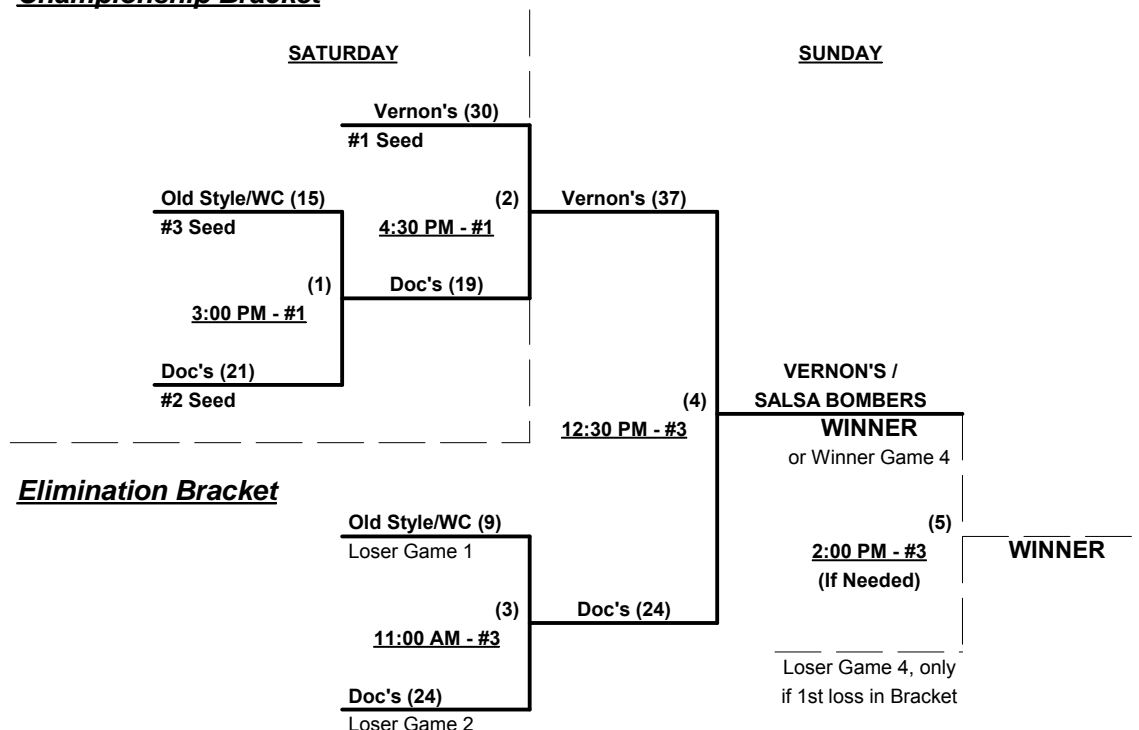 Championship Bracket
SATURDAY
SUNDAY
Vernon's (30)
#1 Seed
Old Style/WC (15)
(2)
Vernon's (37)
#3 Seed
4:30 PM - #1
(1)
Doc's (19)
3:00 PM - #1
Doc's (21)
#2 Seed
VERNON'S /
SALSA BOMBERS
(4)
12:30 PM - #3
WINNER
or Winner Game 4
Elimination Bracket
Old Style/WC (9)
Loser Game 1
(5)
2:00 PM - #3
(If Needed)
WINNER
(3)
Doc's (24)
11:00 AM - #3
Loser Game 4, only
if 1st loss in Bracket
Doc's (24)
Loser Game 2